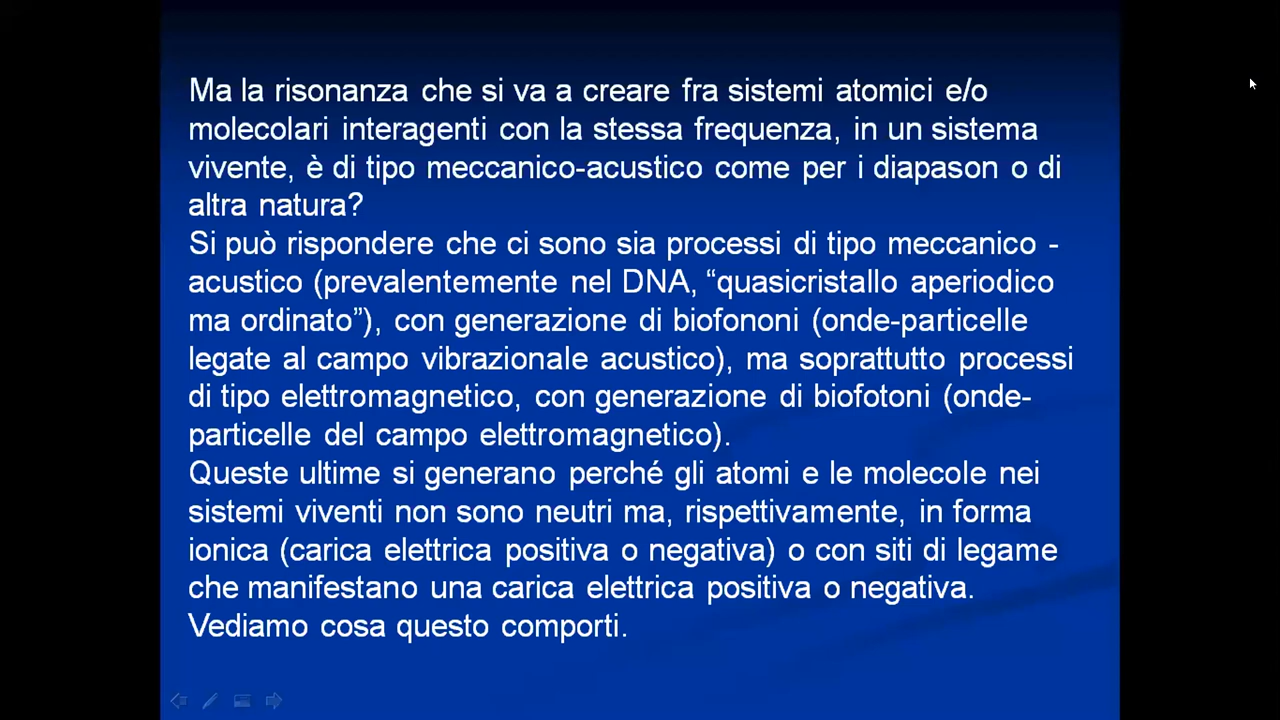 Ma la risonanza che si va a creare fra sistemi atomici e/o
molecolari interagenti con la stessa frequenza, in un sistema
vivente, è di tipo meccanico-acustico come per i diapason o di
altra natura?
Si può rispondere che ci sono sia processi di tipo meccanico -
acustico (prevalentemente nel DNA, “quasicristallo aperiodico
ma ordinato”), con generazione di biofononi (onde-particelle
legate al campo vibrazionale acustico), ma soprattutto processi
di tipo elettromagnetico, con generazione di biofotoni (onde-
particelle del campo elettromagnetico).
Queste ultime si generano perché gli atomi e le molecole nei
sistemi viventi non sono neutri ma, rispettivamente, in forma
ionica (carica elettrica positiva o negativa) o con siti di legame
che manifestano una carica elettrica positiva o negativa.
Vediamo cosa questo comporti.